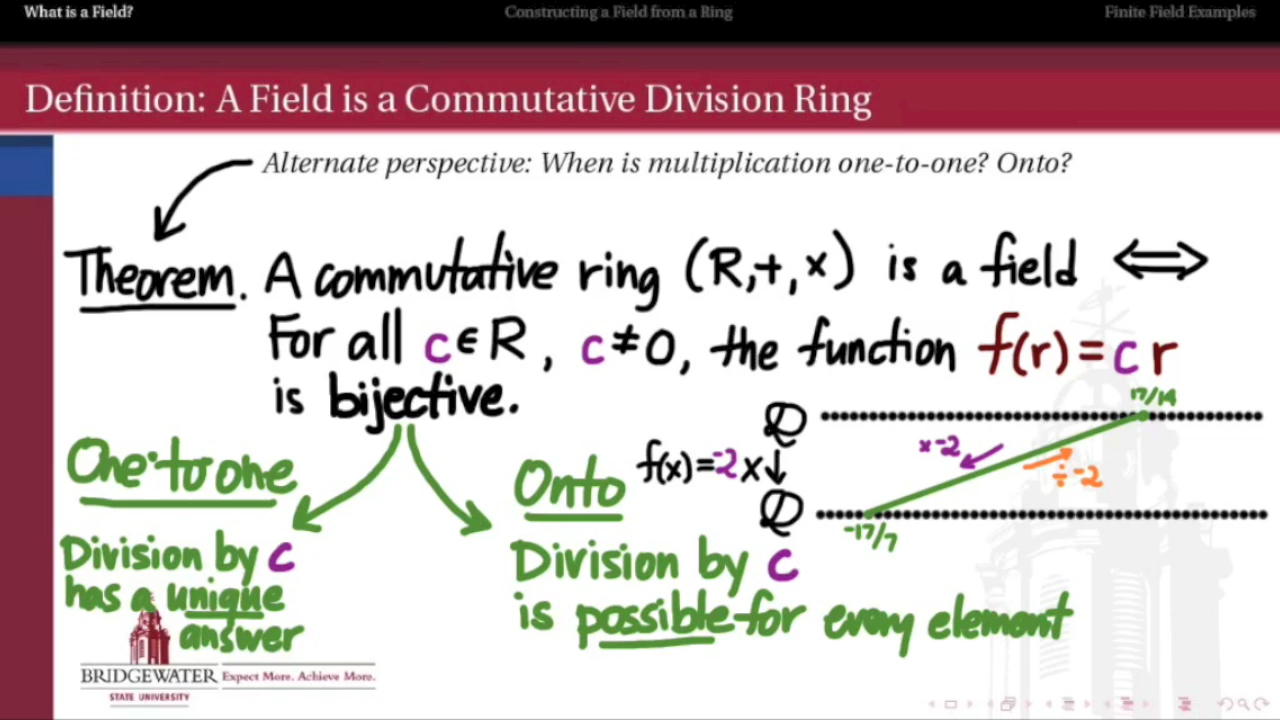 What is a Field? Constructing a Field from a Ring Finite Field Examples
Definition: A Field is a Commutative Division Ring
Alternate perspective: When is multiplication one-to-one? Onto?
Theorem. A commutative ring (R,+,×) is a field ⟺
For all c∈R, c≠0, the function f(r)=cr
is bijective.
One-to one
Division by c
has a unique
answer
Onto
Division by c
is possible for every element
f(x)=-2x↓
ℚ
17/14
×-2
÷-2
ℚ
-17/7
BRIDGEWATER
STATE UNIVERSITY
Expect More. Achieve More.